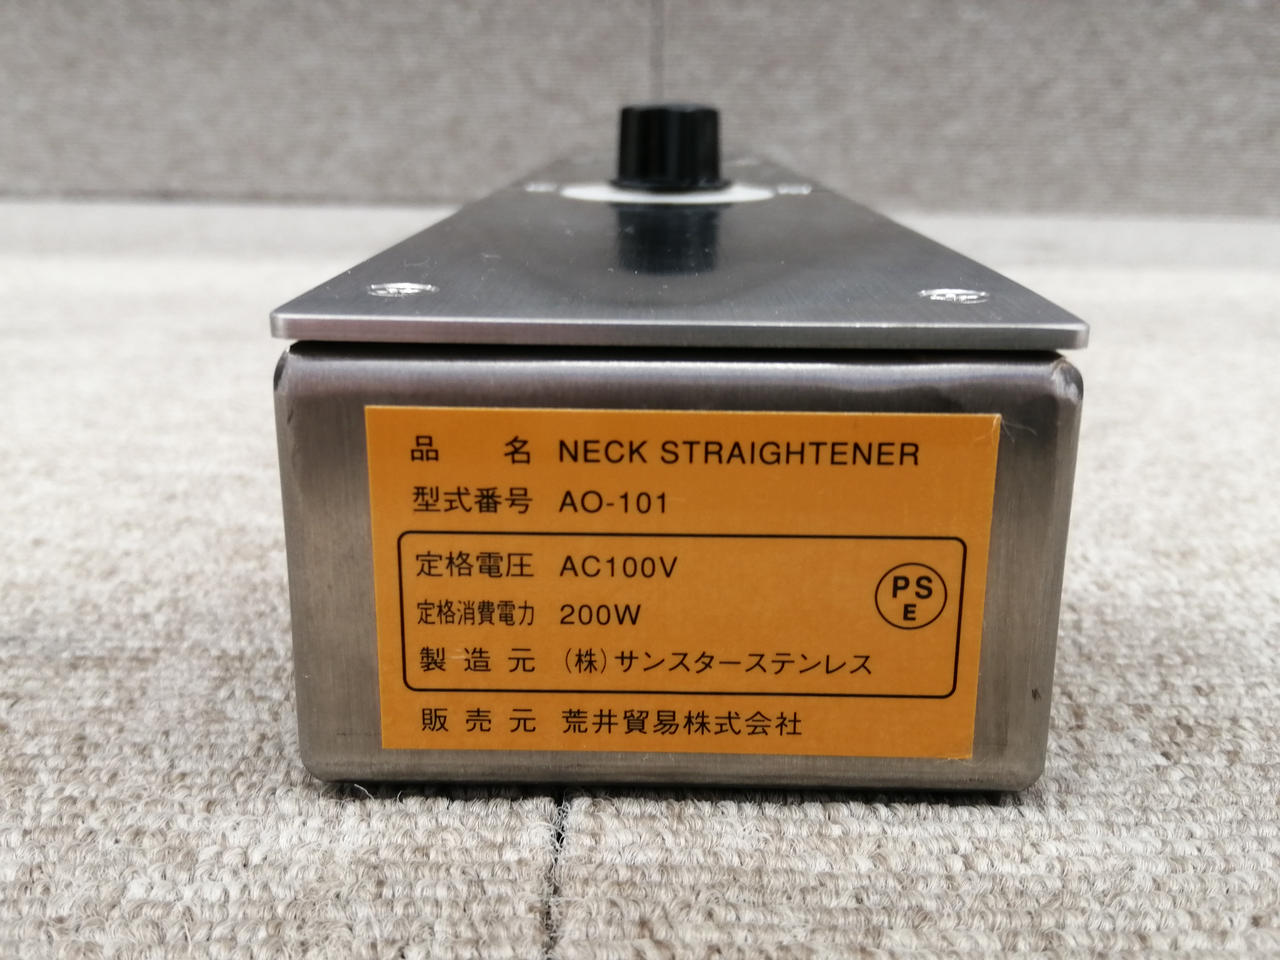 品名 NECK STRAIGHTENER
型式番号 AO-101
定格電圧 AC100V
定格消費電力 200W
PS
E
製造元 (株)サンスターステンレス
販売元 荒井貿易株式会社